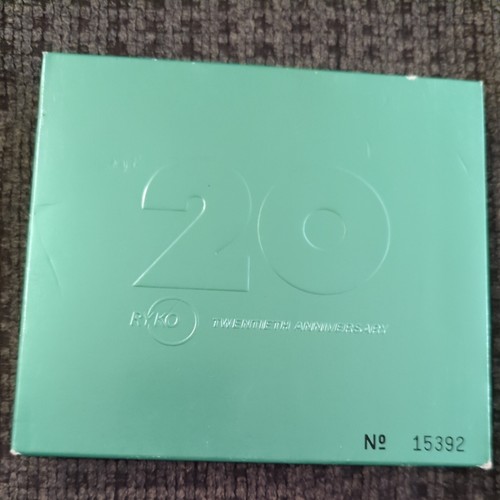 20
RYKO TWENTIETH ANNIVERSARY
Nº 15392